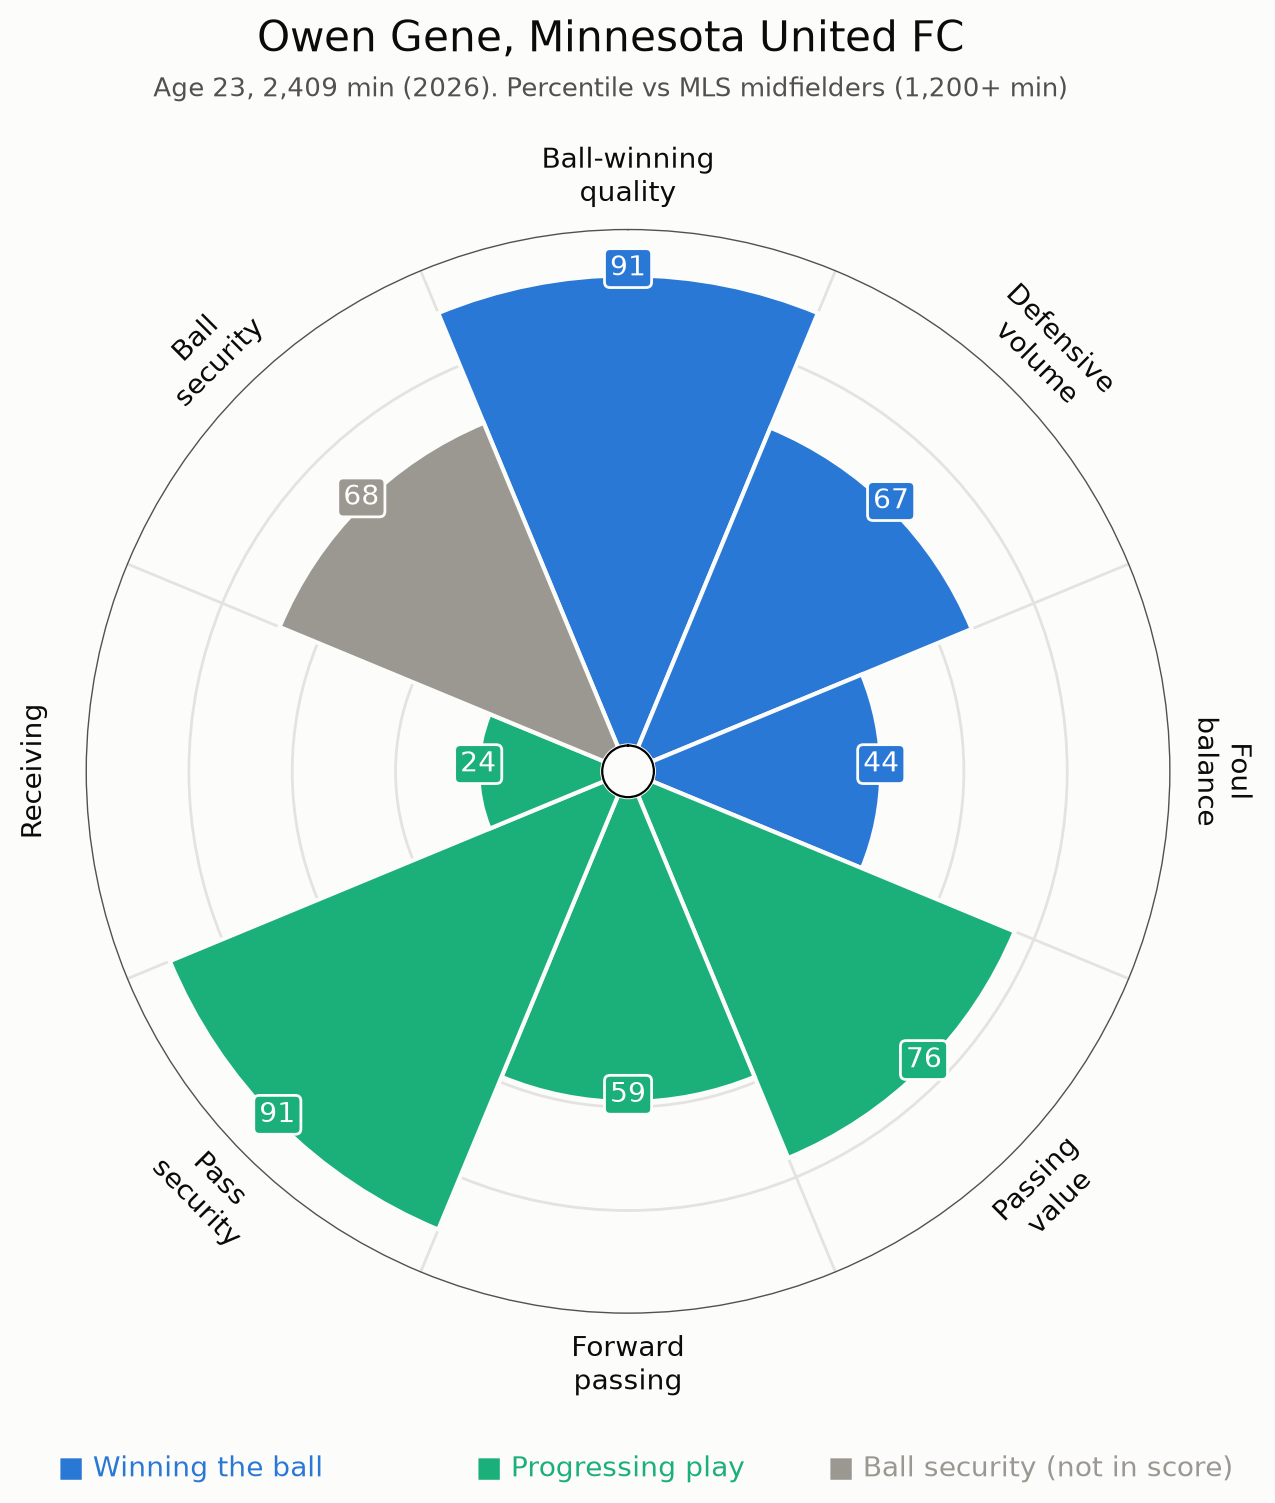 Owen Gene, Minnesota United FC
Age 23, 2,409 min (2026). Percentile vs MLS midfielders (1,200+ min)
Ball-winning
quality
91
Defensive
volume
67
Foul
balance
44
Passing
value
76
Forward
passing
59
Pass
security
91
Receiving
24
Ball
security
68
Winning the ball
Progressing play
Ball security (not in score)